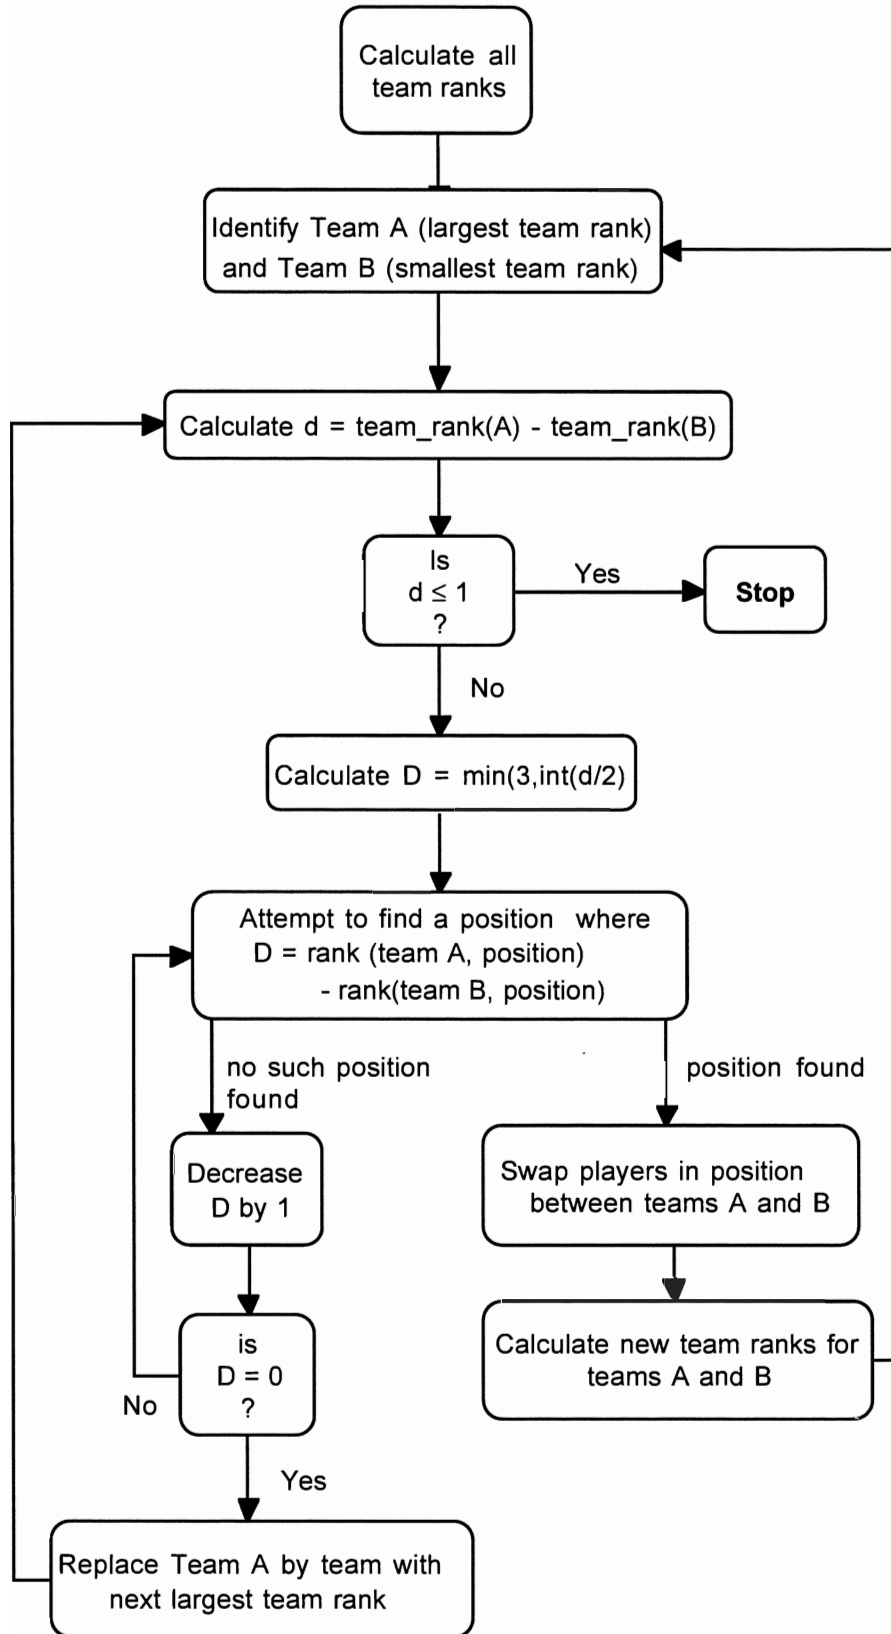 Calculate all
team ranks
Identify Team A (largest team rank)
and Team B (smallest team rank)
Calculate d = team_rank(A) - team_rank(B)
Is
d ≤ 1
?
Yes
Stop
No
Calculate D = min(3,int(d/2)
Attempt to find a position where
D = rank (team A, position)
- rank(team B, position)
no such position
found
position found
Decrease
D by 1
Swap players in position
between teams A and B
is
D = 0
?
No
Calculate new team ranks for
teams A and B
Yes
Replace Team A by team with
next largest team rank